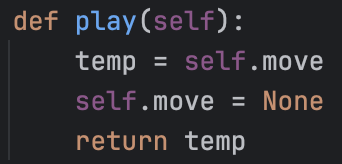 def play(self):
    temp = self.move
    self.move = None
    return temp